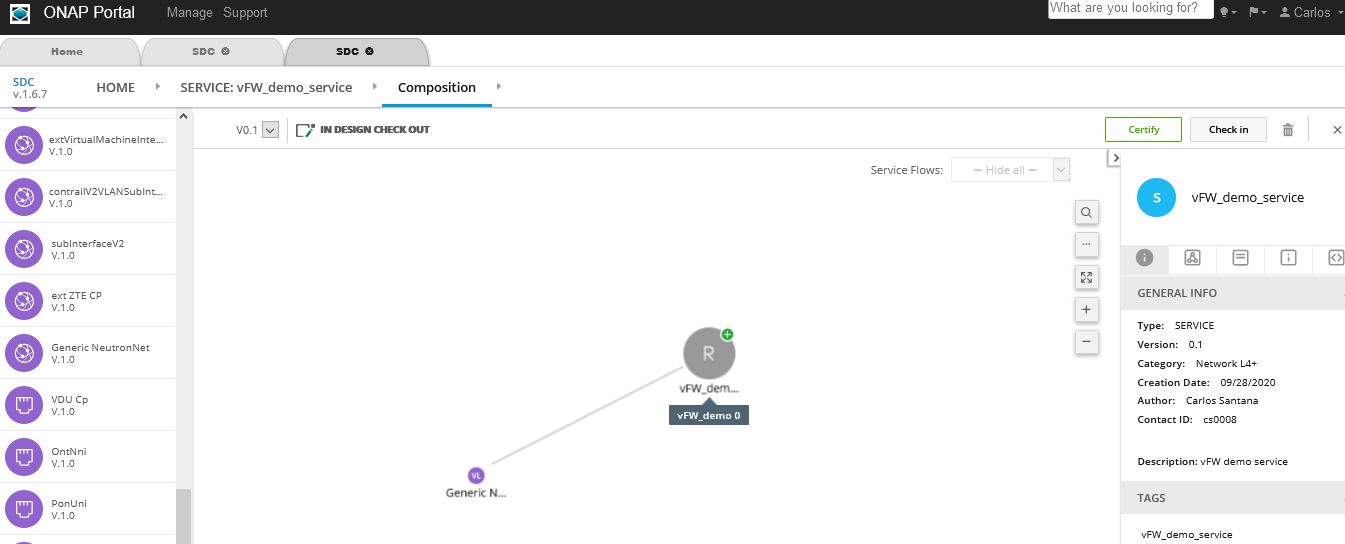 ONAP Portal Manage Support What are you looking for? Carlos
Home SDC SDC
SDC
v.1.6.7
HOME SERVICE: vFW_demo_service Composition
extVirtualMachineInte...
V.1.0
contrailV2VLANSubInt...
V.1.0
subInterfaceV2
V.1.0
ext ZTE CP
V.1.0
Generic NeutronNet
V.1.0
VDU Cp
V.1.0
OntNni
V.1.0
PonUni
V.1.0
V0.1 IN DESIGN CHECK OUT Certify Check in
Service Flows: — Hide all —
R
vFW_dem...
vFW_demo 0
VL
Generic N...
S vFW_demo_service
GENERAL INFO
Type: SERVICE
Version: 0.1
Category: Network L4+
Creation Date: 09/28/2020
Author: Carlos Santana
Contact ID: cs0008
Description: vFW demo service
TAGS
vFW_demo_service